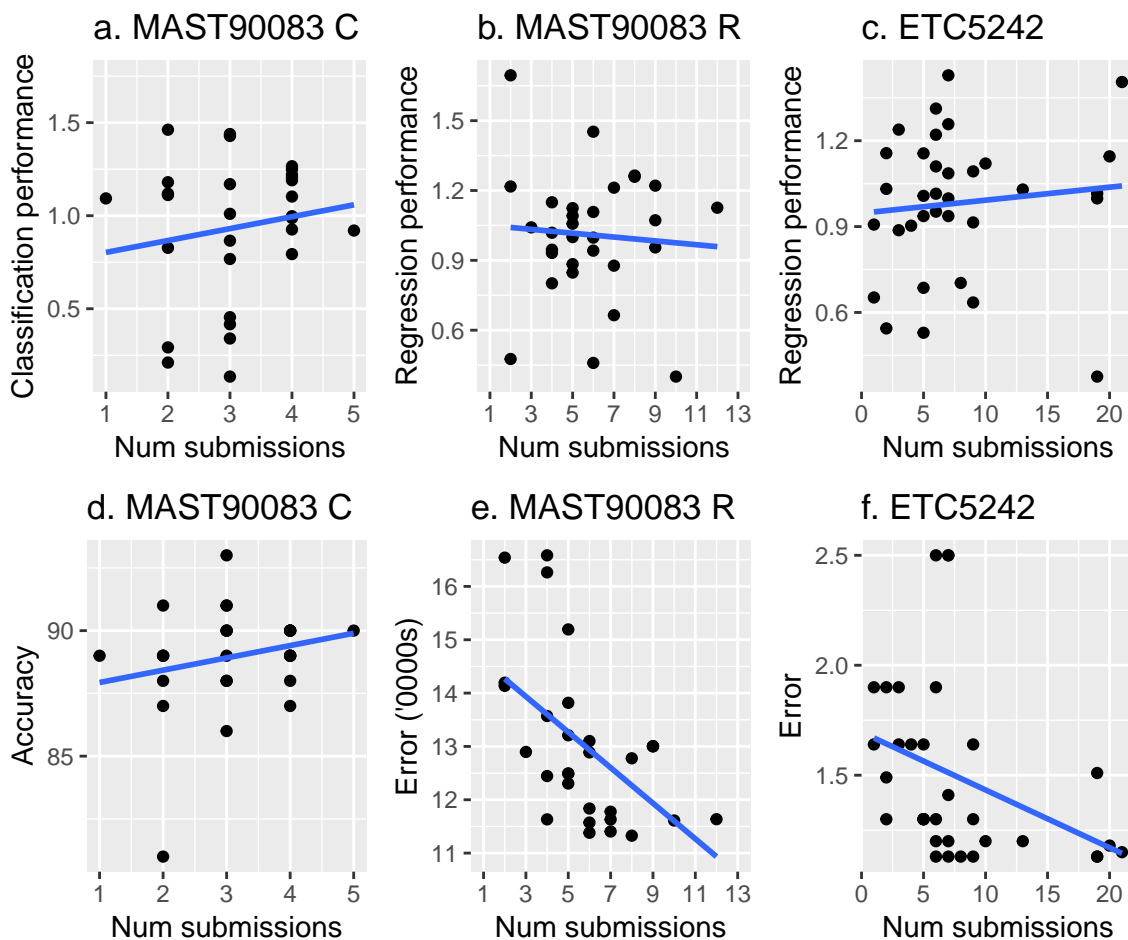 a. MAST90083 C
b. MAST90083 R
c. ETC5242
Classification performance
1.5
1.0
0.5
1 2 3 4 5
Num submissions
Regression performance
1.5
1.2
0.9
0.6
1 3 5 7 9 11 13
Num submissions
Regression performance
1.2
0.9
0.6
0 5 10 15 20
Num submissions
d. MAST90083 C
e. MAST90083 R
f. ETC5242
Accuracy
90
85
1 2 3 4 5
Num submissions
Error ('0000s)
16
15
14
13
12
11
1 3 5 7 9 11 13
Num submissions
Error
2.5
2.0
1.5
0 5 10 15 20
Num submissions